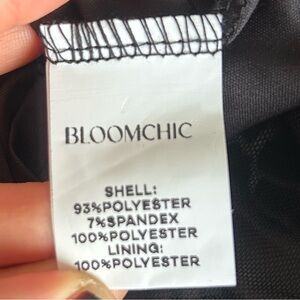 BLOOMCHIC
SHELL:
93%POLYESTER
7%SPANDEX
100%POLYESTER
LINING:
100%POLYESTER